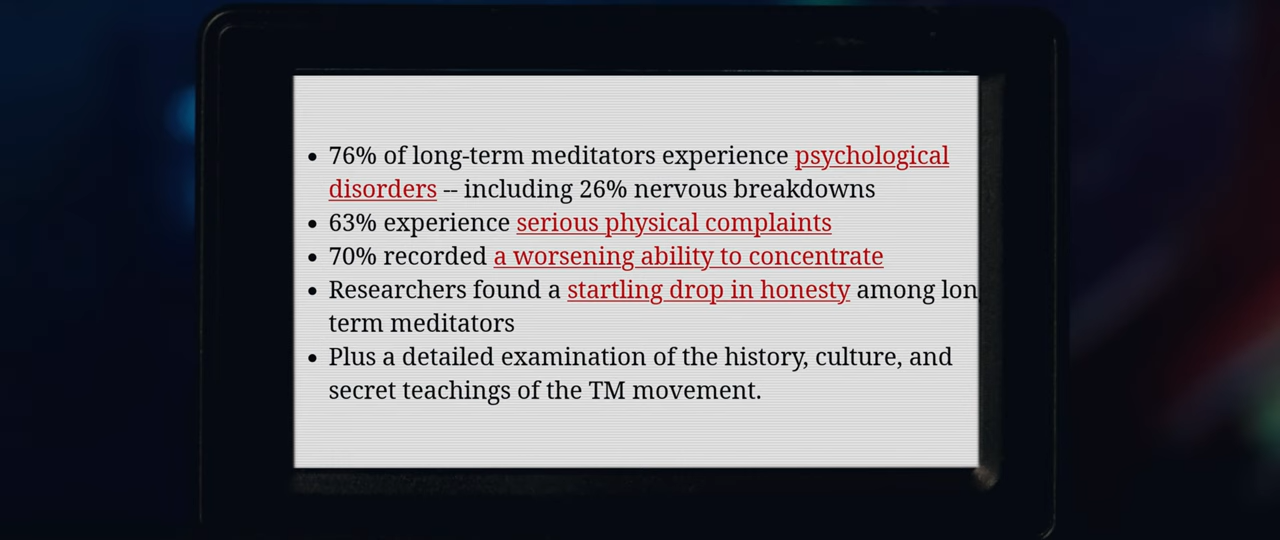 • 76% of long-term meditators experience psychological
disorders -- including 26% nervous breakdowns
• 63% experience serious physical complaints
• 70% recorded a worsening ability to concentrate
• Researchers found a startling drop in honesty among lon
term meditators
• Plus a detailed examination of the history, culture, and
secret teachings of the TM movement.